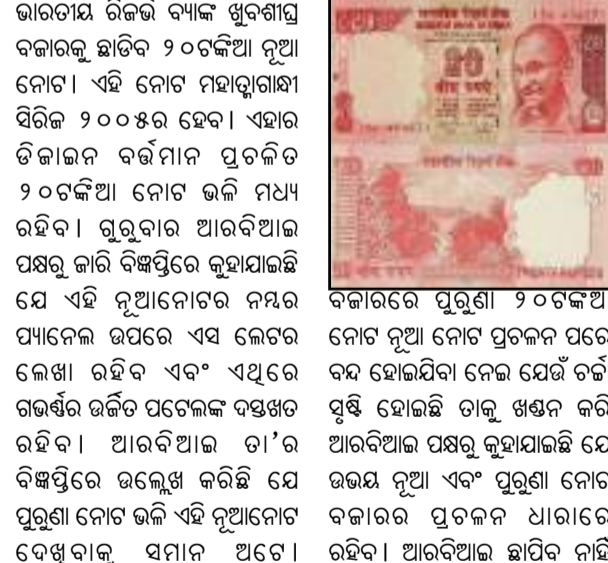 ଭାରତୀୟ ରିଜର୍ଭ ବ୍ୟାଙ୍କ ଖୁବଶୀଘ୍ର
ବଜାରକୁ ଛାଡିବ ୨୦ଟଙ୍କିଆ ନୂଆ
ନୋଟ। ଏହି ନୋଟ ମହାତ୍ମାଗାନ୍ଧୀ
ସିରିଜ ୨୦୦୫ର ହେବ। ଏହାର
ଡିଜାଇନ ବର୍ତ୍ତମାନ ପ୍ରଚଳିତ
୨୦ଟଙ୍କିଆ ନୋଟ ଭଳି ମଧ୍ୟ
ରହିବ। ଗୁରୁବାର ଆରବିଆଇ
ପକ୍ଷରୁ ଜାରି ବିଜ୍ଞପ୍ତିରେ କୁହାଯାଇଛି
ଯେ ଏହି ନୂଆନୋଟର ନମ୍ବର
ପ୍ୟାନେଲ ଉପରେ ଏସ ଲେଟର
ଲେଖା ରହିବ ଏବଂ ଏଥିରେ
ଗଭର୍ଣ୍ଣର ଉର୍ଜିତ ପଟେଲଙ୍କ ଦସ୍ତଖତ
ରହିବ। ଆରବିଆଇ ତା'ର
ବିଜ୍ଞପ୍ତିରେ ଉଲ୍ଲେଖ କରିଛି ଯେ
ପୁରୁଣା ନୋଟ ଭଳି ଏହି ନୂଆନୋଟ
ଦେଖିବାକୁ ସମାନ ଅଟେ।
20
ବଜାରରେ ପୁରୁଣା ୨୦ଟଙ୍କିଆ
ନୋଟ ନୂଆ ନୋଟ ପ୍ରଚଳନ ପରେ
ବନ୍ଦ ହୋଇଯିବା ନେଇ ଯେଉଁ ଚର୍ଚ୍ଚା
ସୃଷ୍ଟି ହୋଇଛି ତାକୁ ଖଣ୍ଡନ କରି
ଆରବିଆଇ ପକ୍ଷରୁ କୁହାଯାଇଛି ଯେ
ଉଭୟ ନୂଆ ଏବଂ ପୁରୁଣା ନୋଟ
ବଜାରର ପ୍ରଚଳନ ଧାରାରେ
ରହିବ। ଆରବିଆଇ ଛାପିବ ନାହିଁ